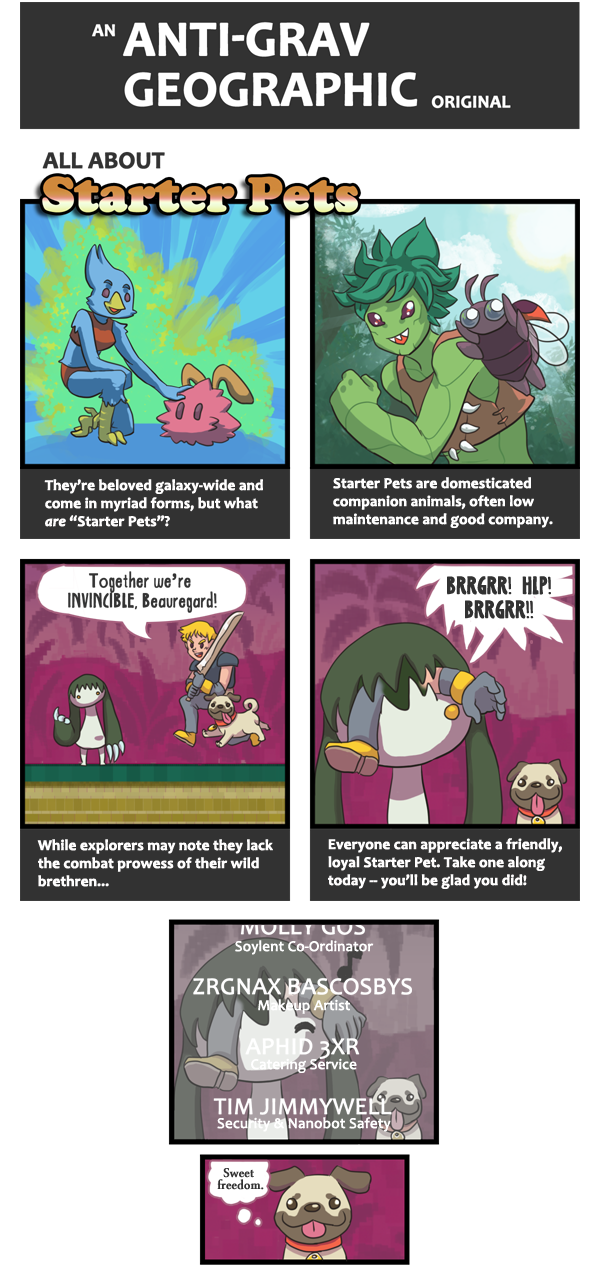 AN ANTI-GRAV
GEOGRAPHIC ORIGINAL
ALL ABOUT
Starter Pets
They're beloved galaxy-wide and
come in myriad forms, but what
are “Starter Pets”?
Starter Pets are domesticated
companion animals, often low
maintenance and good company.
Together we're
INVINCIBLE, Beauregard!
BRRGRR! HLP!
BRRGRR!!
While explorers may note they lack
the combat prowess of their wild
brethren...
Everyone can appreciate a friendly,
loyal Starter Pet. Take one along
today – you'll be glad you did!
MOLLY GOS
Soylent Co-Ordinator
ZRGNAX BASCOSBYS
Makeup Artist
APHID 3XR
Catering Service
TIM JIMMYWELL
Security & Nanobot Safety
Sweet
freedom.